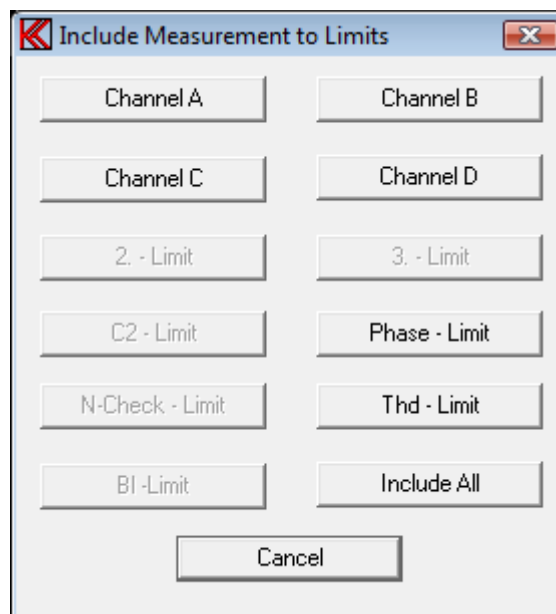 Include Measurement to Limits
Channel A
Channel B
Channel C
Channel D
2. - Limit
3. - Limit
C2 - Limit
Phase - Limit
N-Check - Limit
Thd - Limit
Bl -Limit
Include All
Cancel